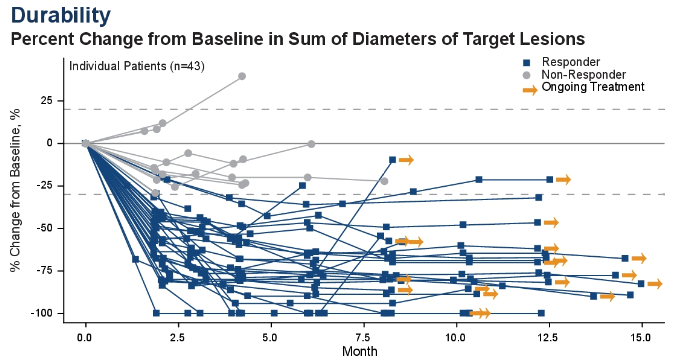 Durability
Percent Change from Baseline in Sum of Diameters of Target Lesions
Individual Patients (n=43)
Responder
Non-Responder
Ongoing Treatment
% Change from Baseline, %
25
0
-25
-50
-75
-100
0.0 2.5 5.0 7.5 10.0 12.5 15.0
Month